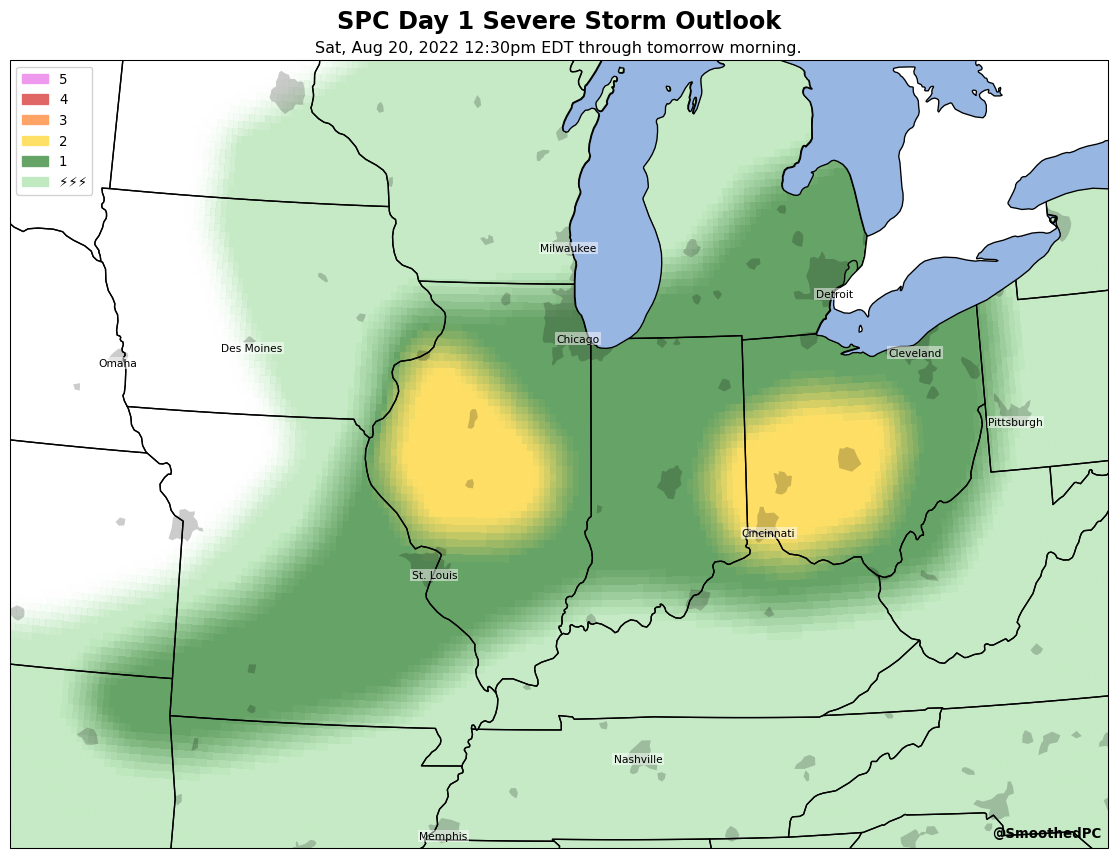 SPC Day 1 Severe Storm Outlook
Sat, Aug 20, 2022 12:30pm EDT through tomorrow morning.
5
4
3
2
1
⚡⚡⚡
Milwaukee
Detroit
Chicago
Des Moines
Cleveland
Omaha
Pittsburgh
Cincinnati
St. Louis
Nashville
Memphis
@SmoothedPC